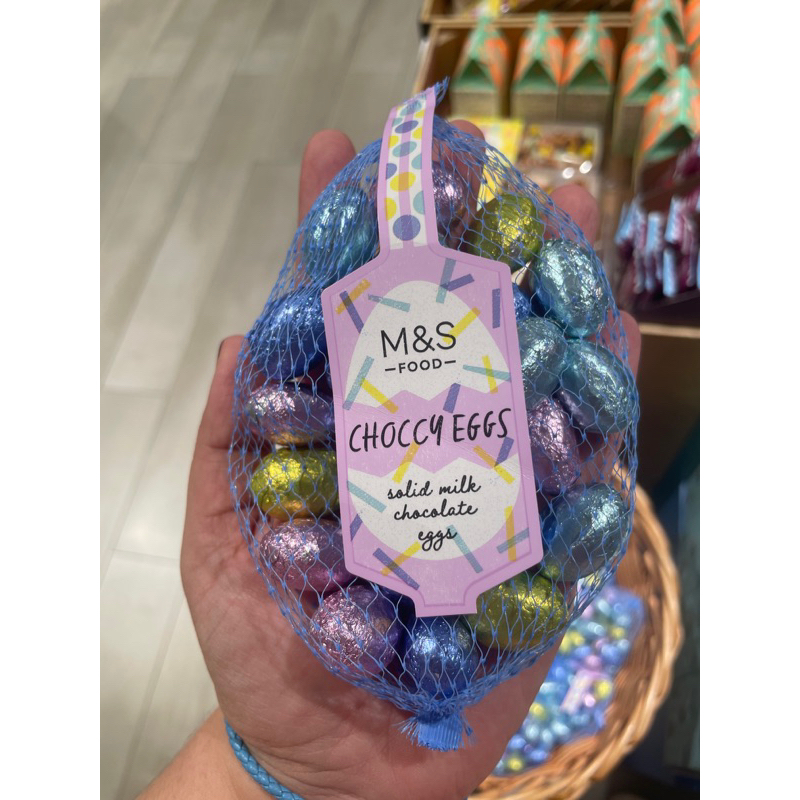 M&S
FOOD
CHOCCY EGGS
solid milk
chocolate
eggs